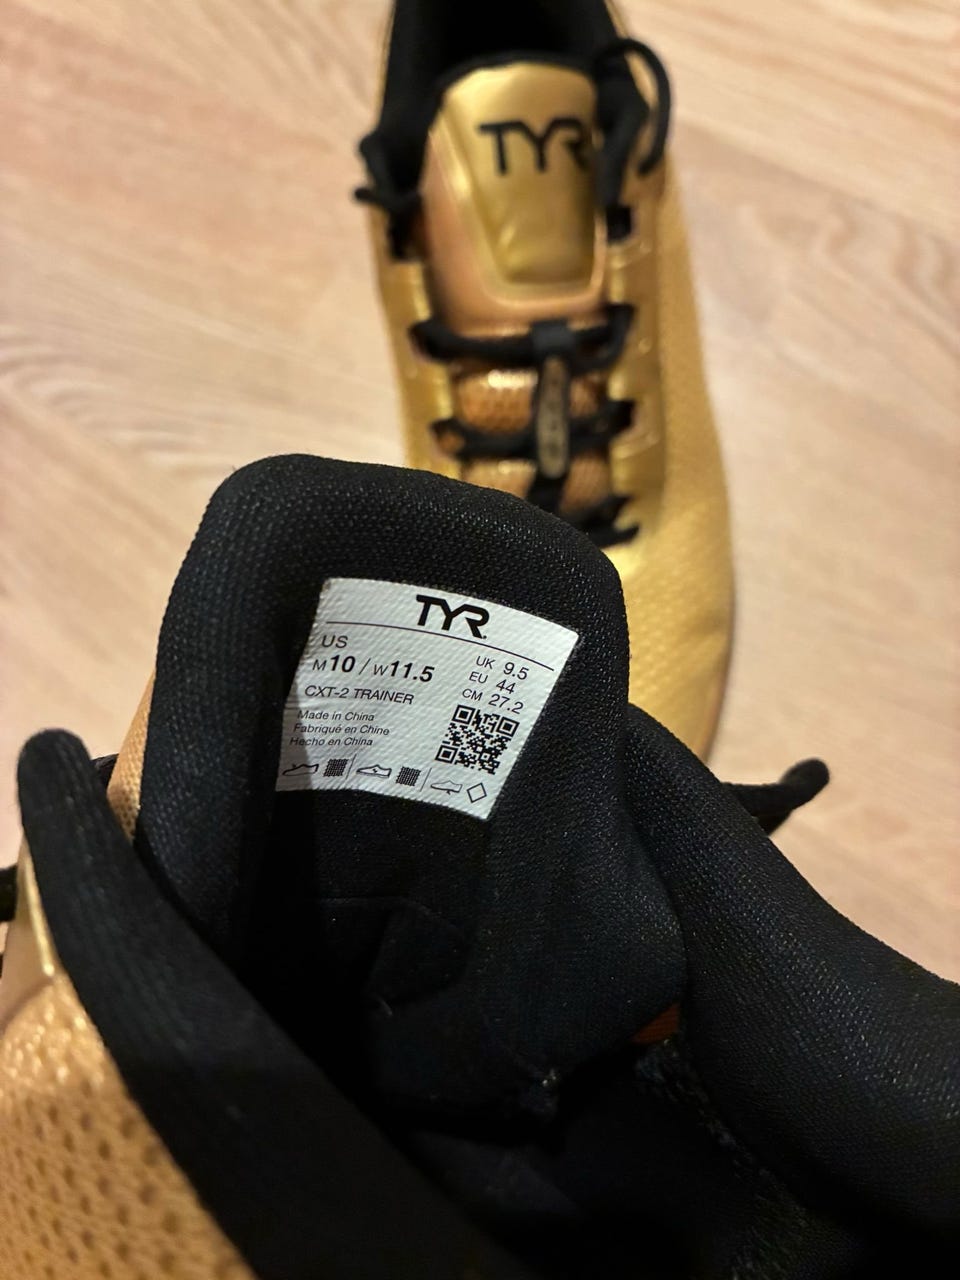 TYR
TYR
US
M10 / W11.5
UK 9.5
EU 44
CM 27.2
CXT-2 TRAINER
Made in China
Fabriqué en Chine
Hecho en China